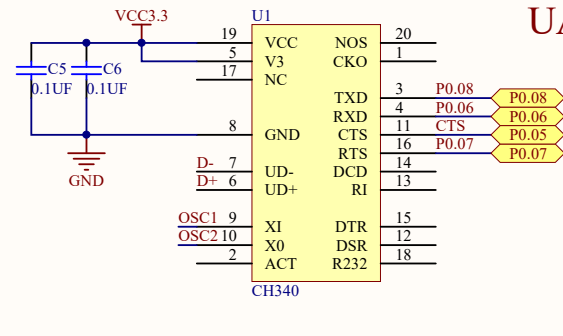 VCC3.3
U1
UA
19 VCC NOS 20
5 V3 CKO 1
17 NC
C5 C6
0.1UF 0.1UF
TXD 3 P0.08 P0.08
RXD 4 P0.06 P0.06
8 GND CTS 11 CTS P0.05
RTS 16 P0.07 P0.07
GND
D- 7 UD- DCD 14
D+ 6 UD+ RI 13
OSC1 9 XI DTR 15
OSC2 10 X0 DSR 12
2 ACT R232 18
CH340